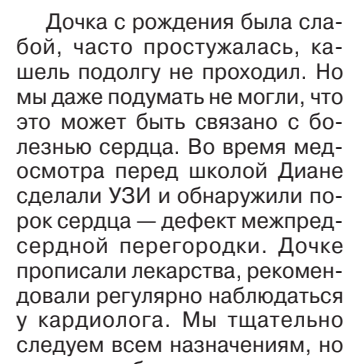 Дочка с рождения была сла-
бой, часто простужалась, ка-
шель подолгу не проходил. Но
мы даже подумать не могли, что
это может быть связано с бо-
лезнью сердца. Во время мед-
осмотра перед школой Диане
сделали УЗИ и обнаружили по-
рок сердца — дефект межпред-
сердной перегородки. Дочке
прописали лекарства, рекомен-
довали регулярно наблюдаться
у кардиолога. Мы тщательно
следуем всем назначениям, но